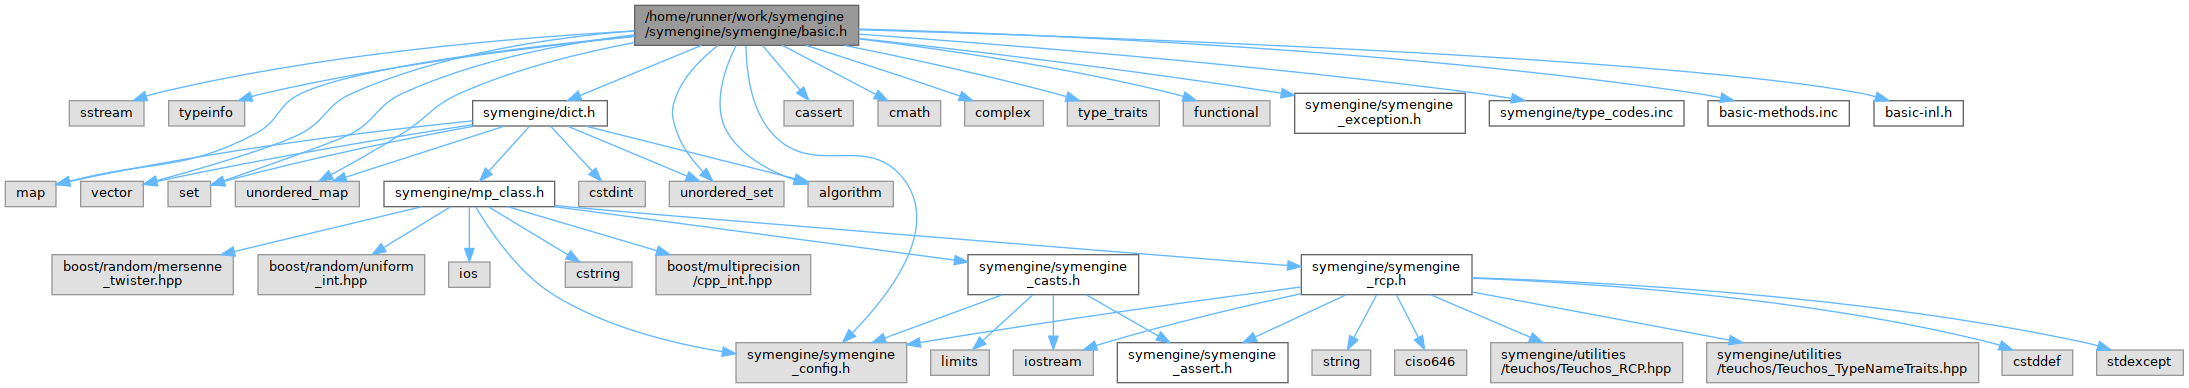 /home/runner/work/symengine
/symengine/symengine/basic.h
sstream
typeinfo
symengine/dict.h
cassert
cmath
complex
type_traits
functional
symengine/symengine
_exception.h
symengine/type_codes.inc
basic-methods.inc
basic-inl.h
map
vector
set
unordered_map
symengine/mp_class.h
cstdint
unordered_set
algorithm
boost/random/mersenne
_twister.hpp
boost/random/uniform
_int.hpp
ios
cstring
boost/multiprecision
/cpp_int.hpp
symengine/symengine
_casts.h
symengine/symengine
_rcp.h
symengine/symengine
_config.h
limits
iostream
symengine/symengine
_assert.h
string
ciso646
symengine/utilities
/teuchos/Teuchos_RCP.hpp
symengine/utilities
/teuchos/Teuchos_TypeNameTraits.hpp
cstddef
stdexcept